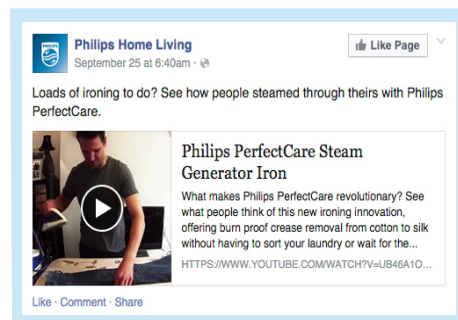 PHILIPS
Philips Home Living
Like Page
September 25 at 6:40am ·
Loads of ironing to do? See how people steamed through theirs with Philips
PerfectCare.
Philips PerfectCare Steam
Generator Iron
What makes Philips PerfectCare revolutionary? See
what people think of this new ironing innovation,
offering burn proof crease removal from cotton to silk
without having to sort your laundry or wait for the...
HTTPS://WWW.YOUTUBE.COM/WATCH?V=UB46A1O...
Like · Comment · Share